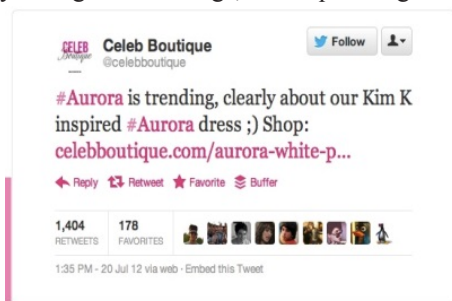 CELEB
Boutique
Celeb Boutique
@celebboutique
Follow
#Aurora is trending, clearly about our Kim K
inspired #Aurora dress ;) Shop:
celebboutique.com/aurora-white-p...
Reply Retweet Favorite Buffer
1,404 178
RETWEETS FAVORITES
1:35 PM - 20 Jul 12 via web · Embed this Tweet